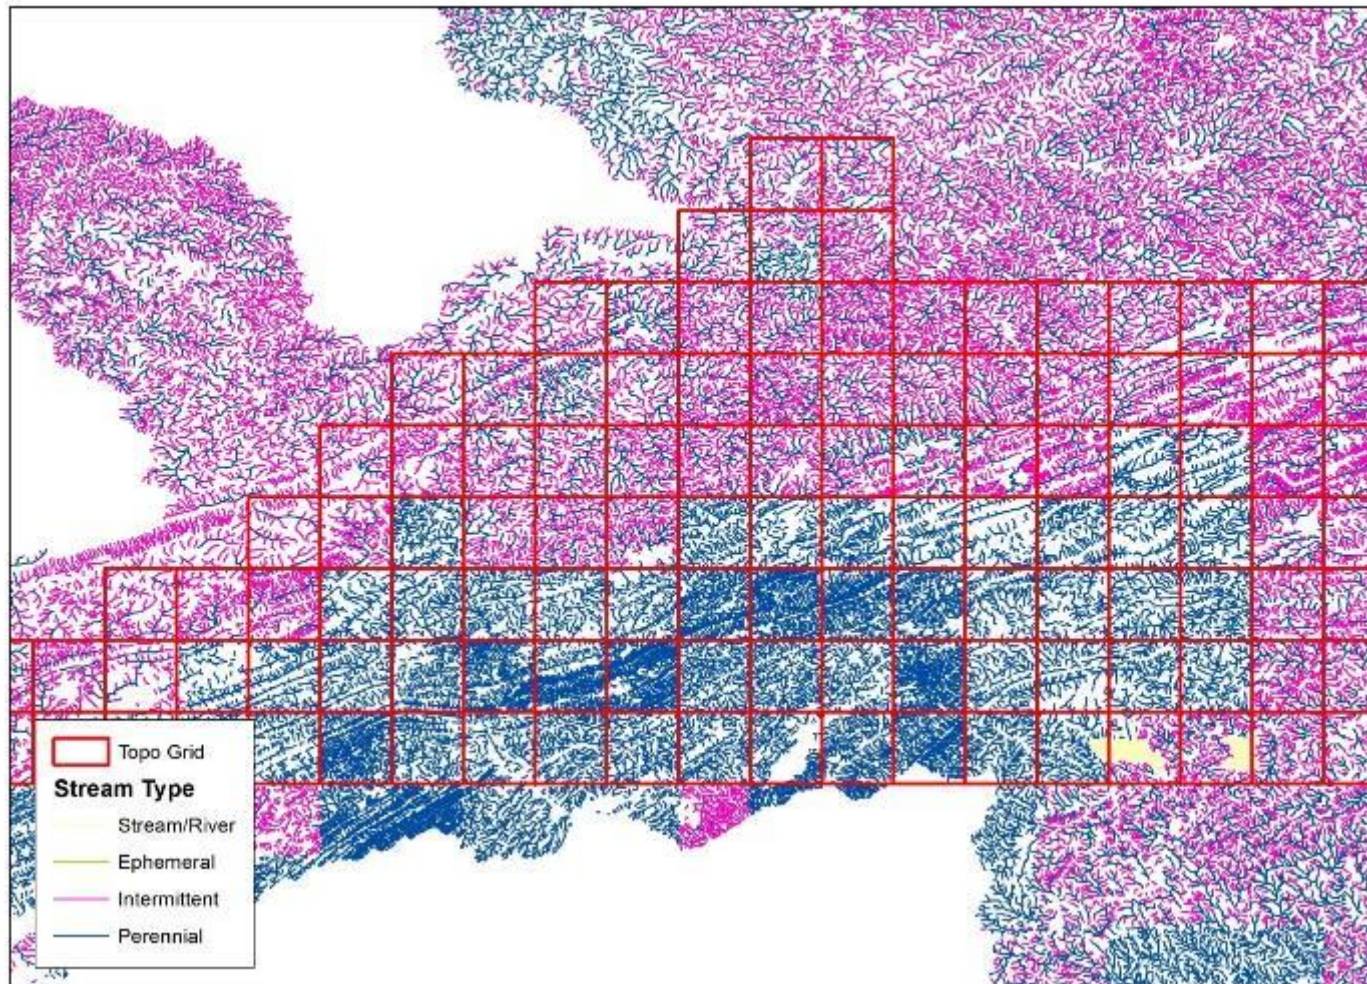 Topo Grid
Stream Type
Stream/River
Ephemeral
Intermittent
Perennial